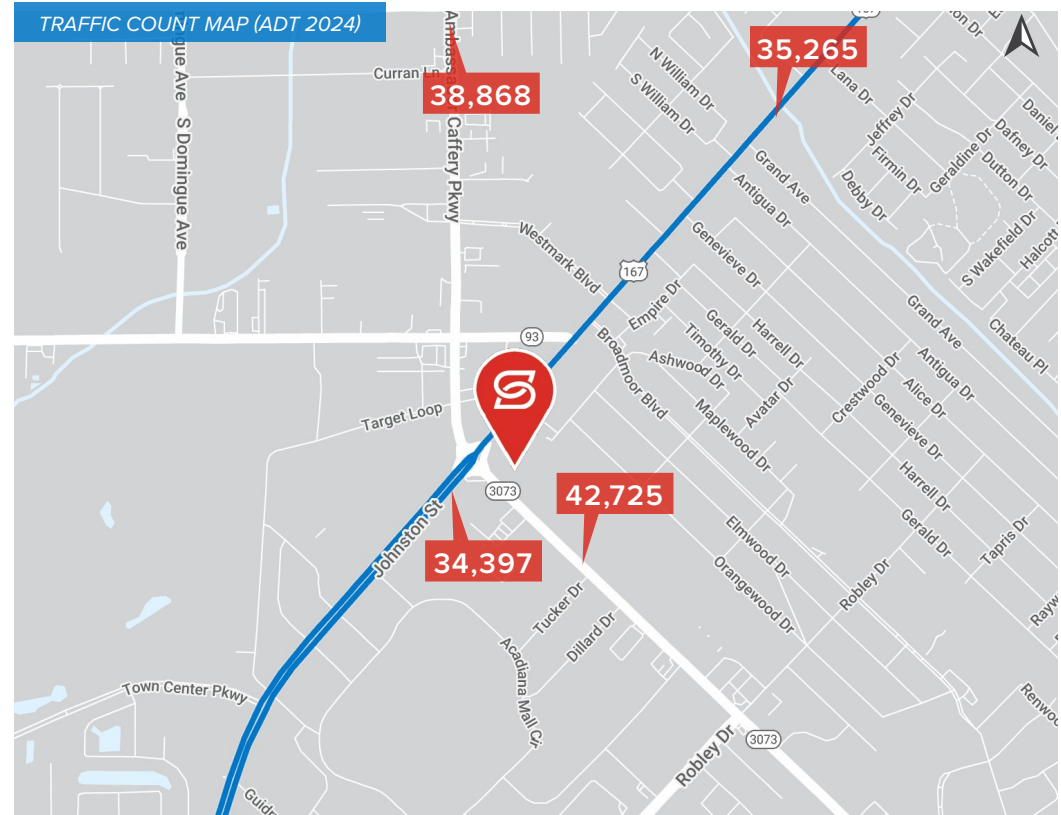 TRAFFIC COUNT MAP (ADT 2024)
35,265
38,868
Curran Ln
Caffery Pkwy
S Domingue Ave
N William Dr
S William Dr
Lana Dr
Jeffrey Dr
Firmin Dr
Geraldine Dr
Dafney Dr
Dutton Dr
Debby Dr
Grand Ave
Antigua Dr
Genevieve Dr
S Wakefield Dr
Westmark Blvd
167
Empire Dr
Gerald Dr
Harrell Dr
Timothy Dr
Grand Ave
Chateau Pl
93
Broadmoor Blvd
Ashwood Dr
Avatar Dr
Maplewood Dr
Crestwood Dr
Antigua Dr
Alice Dr
Genevieve Dr
Target Loop
S
Harrell Dr
3073
42,725
Gerald Dr
Tapris Dr
Johnston St
34,397
Elmwood Dr
Orangewood Dr
Robley Dr
Tucker Dr
Dillard Dr
Acadiana Mall Cir
Town Center Pkwy
3073
Robley Dr